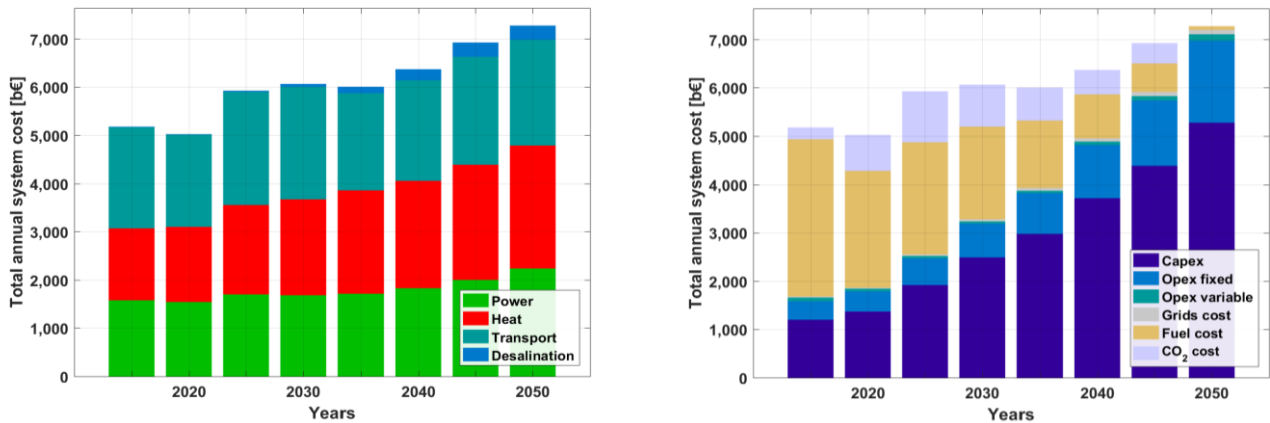 Total annual system cost [b€]
7,000
6,000
5,000
4,000
3,000
2,000
1,000
0
2020
2030
2040
2050
Years
Power
Heat
Transport
Desalination
Total annual system cost [b€]
7,000
6,000
5,000
4,000
3,000
2,000
1,000
0
2020
2030
2040
2050
Years
Capex
Opex fixed
Opex variable
Grids cost
Fuel cost
CO₂ cost